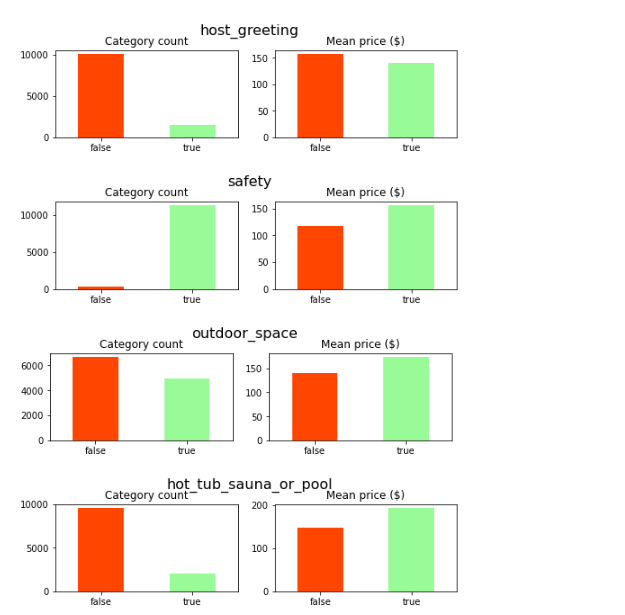 host_greeting
Category count
Mean price ($)
10000
5000
0
false
true
150
100
50
0
false
true
safety
Category count
Mean price ($)
10000
5000
0
false
true
150
100
50
0
false
true
outdoor_space
Category count
Mean price ($)
6000
4000
2000
0
false
true
150
100
50
0
false
true
hot_tub_sauna_or_pool
Category count
Mean price ($)
10000
5000
0
false
true
200
100
0
false
true